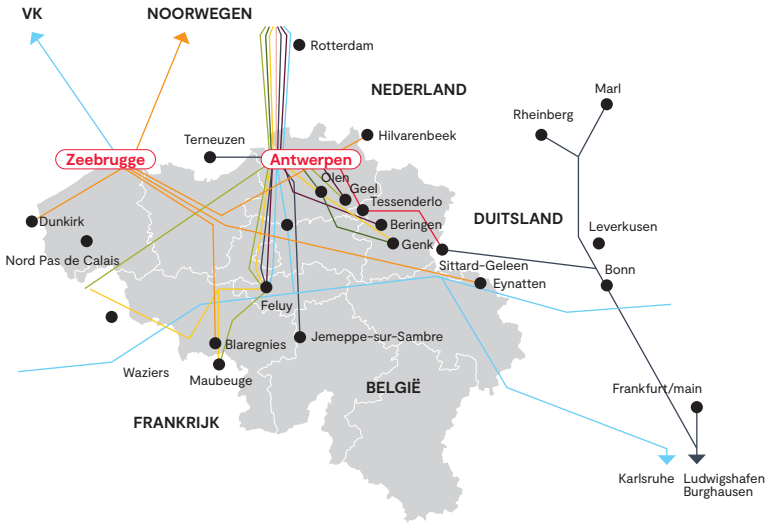 VK
NOORWEGEN
Rotterdam
NEDERLAND
Marl
Rheinberg
Terneuzen
Hilvarenbeek
Zeebrugge
Antwerpen
Olen
Geel
Tessenderlo
Dunkirk
Beringen
DUITSLAND
Leverkusen
Genk
Nord Pas de Calais
Sittard-Geleen
Bonn
Eynatten
Feluy
Blaregnies
Jemeppe-sur-Sambre
Waziers
Maubeuge
BELGIË
Frankfurt/main
FRANKRIJK
Karlsruhe
Ludwigshafen
Burghausen